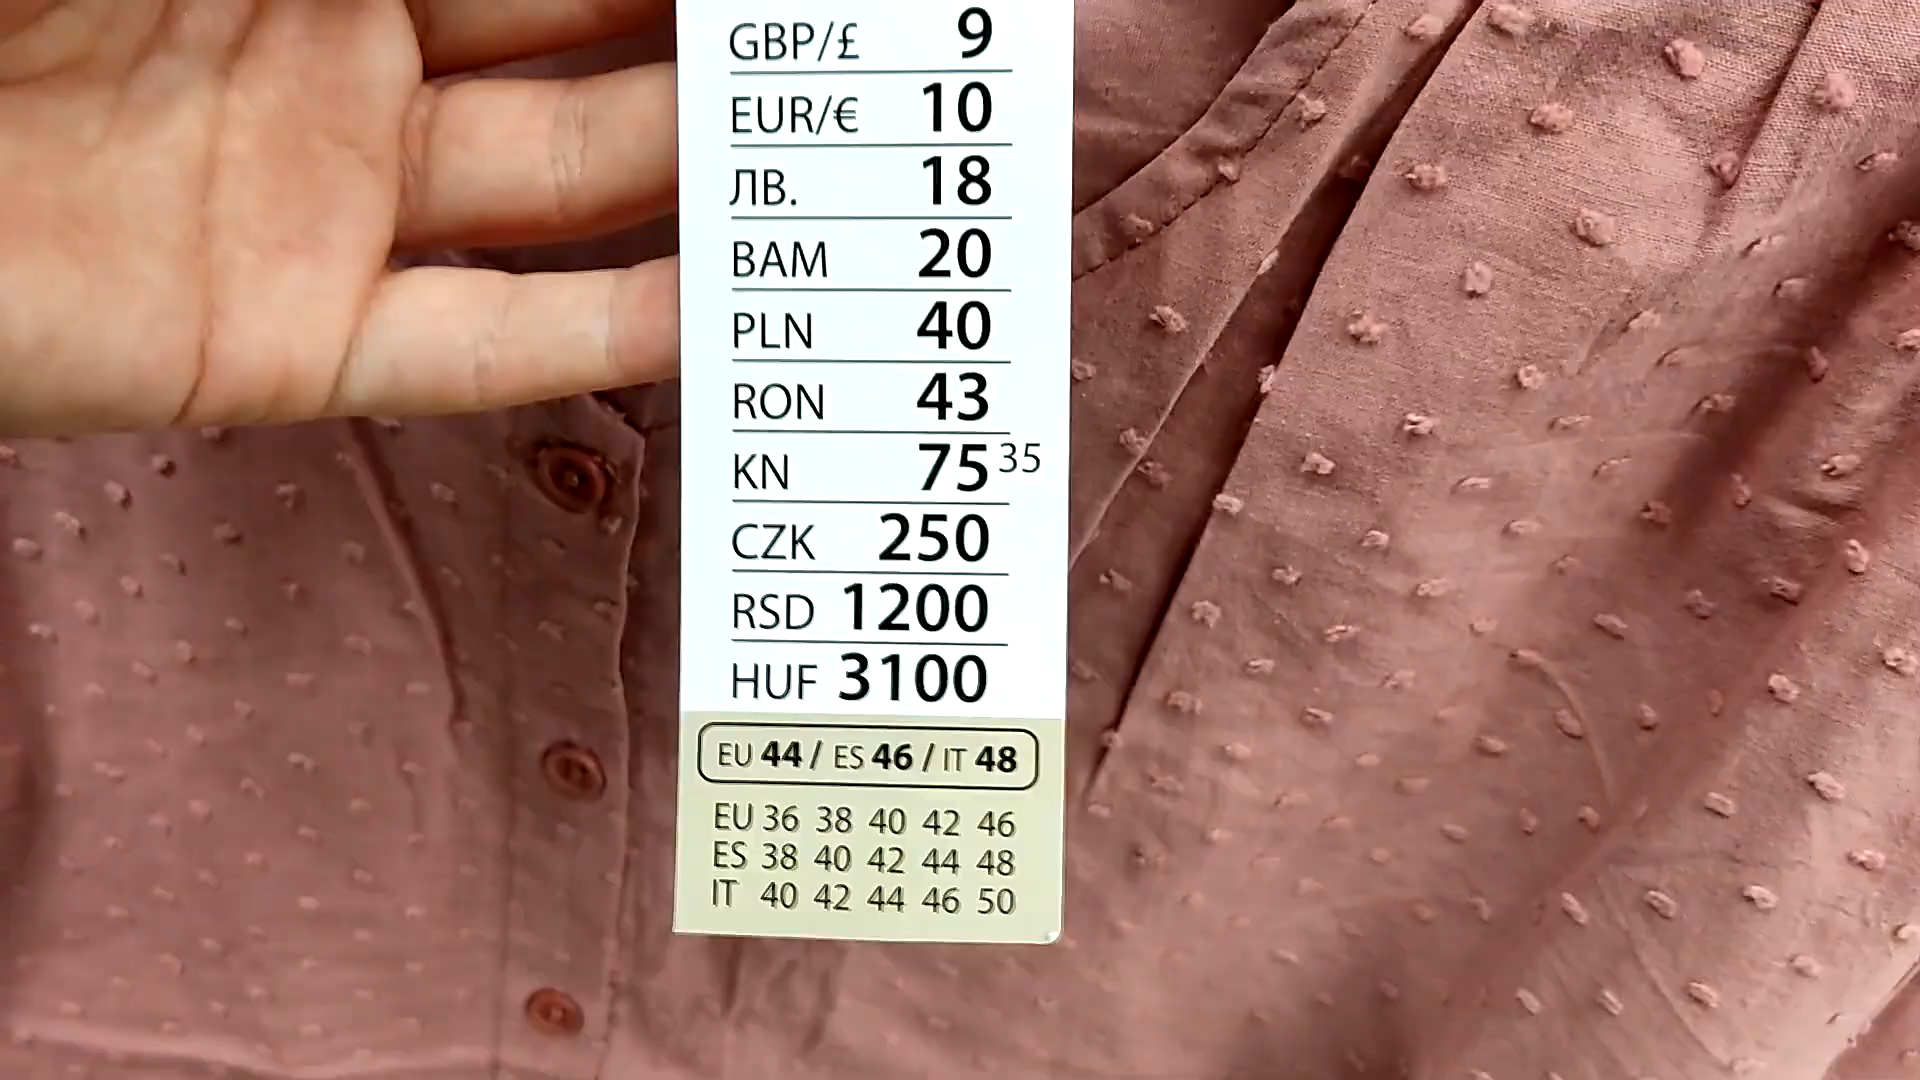 GBP/£ 9
EUR/€ 10
ЛВ. 18
BAM 20
PLN 40
RON 43
KN 75 35
CZK 250
RSD 1200
HUF 3100
EU 44 / ES 46 / IT 48
EU 36 38 40 42 46
ES 38 40 42 44 48
IT 40 42 44 46 50